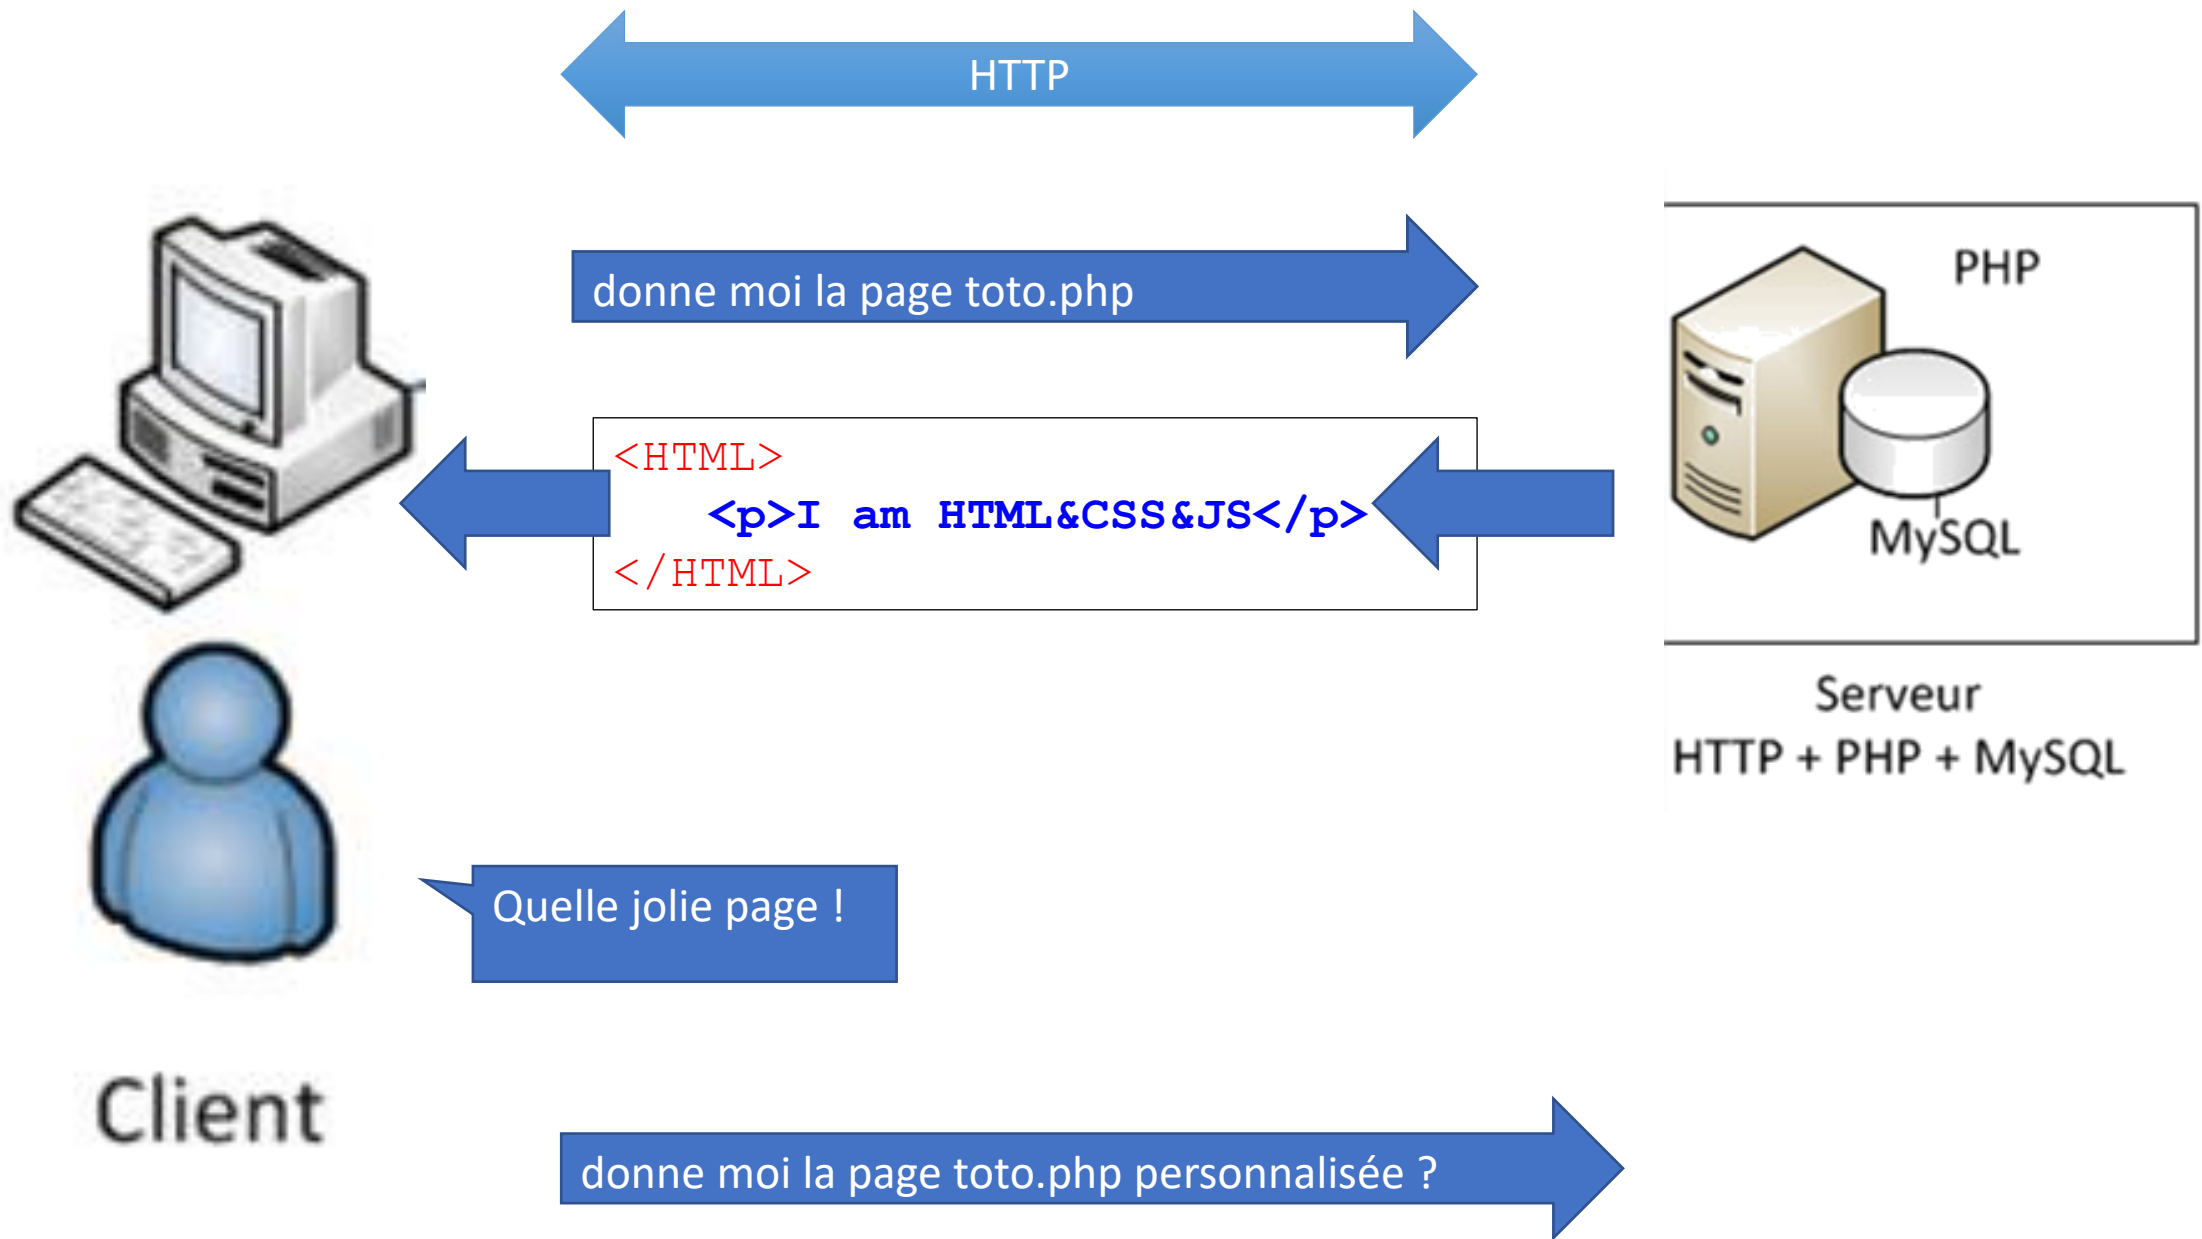 HTTP
donne moi la page toto.php
PHP
<HTML>
<p>I am HTML&CSS&JS</p>
</HTML>
MySQL
Serveur
HTTP + PHP + MySQL
Quelle jolie page !
Client
donne moi la page toto.php personnalisée ?